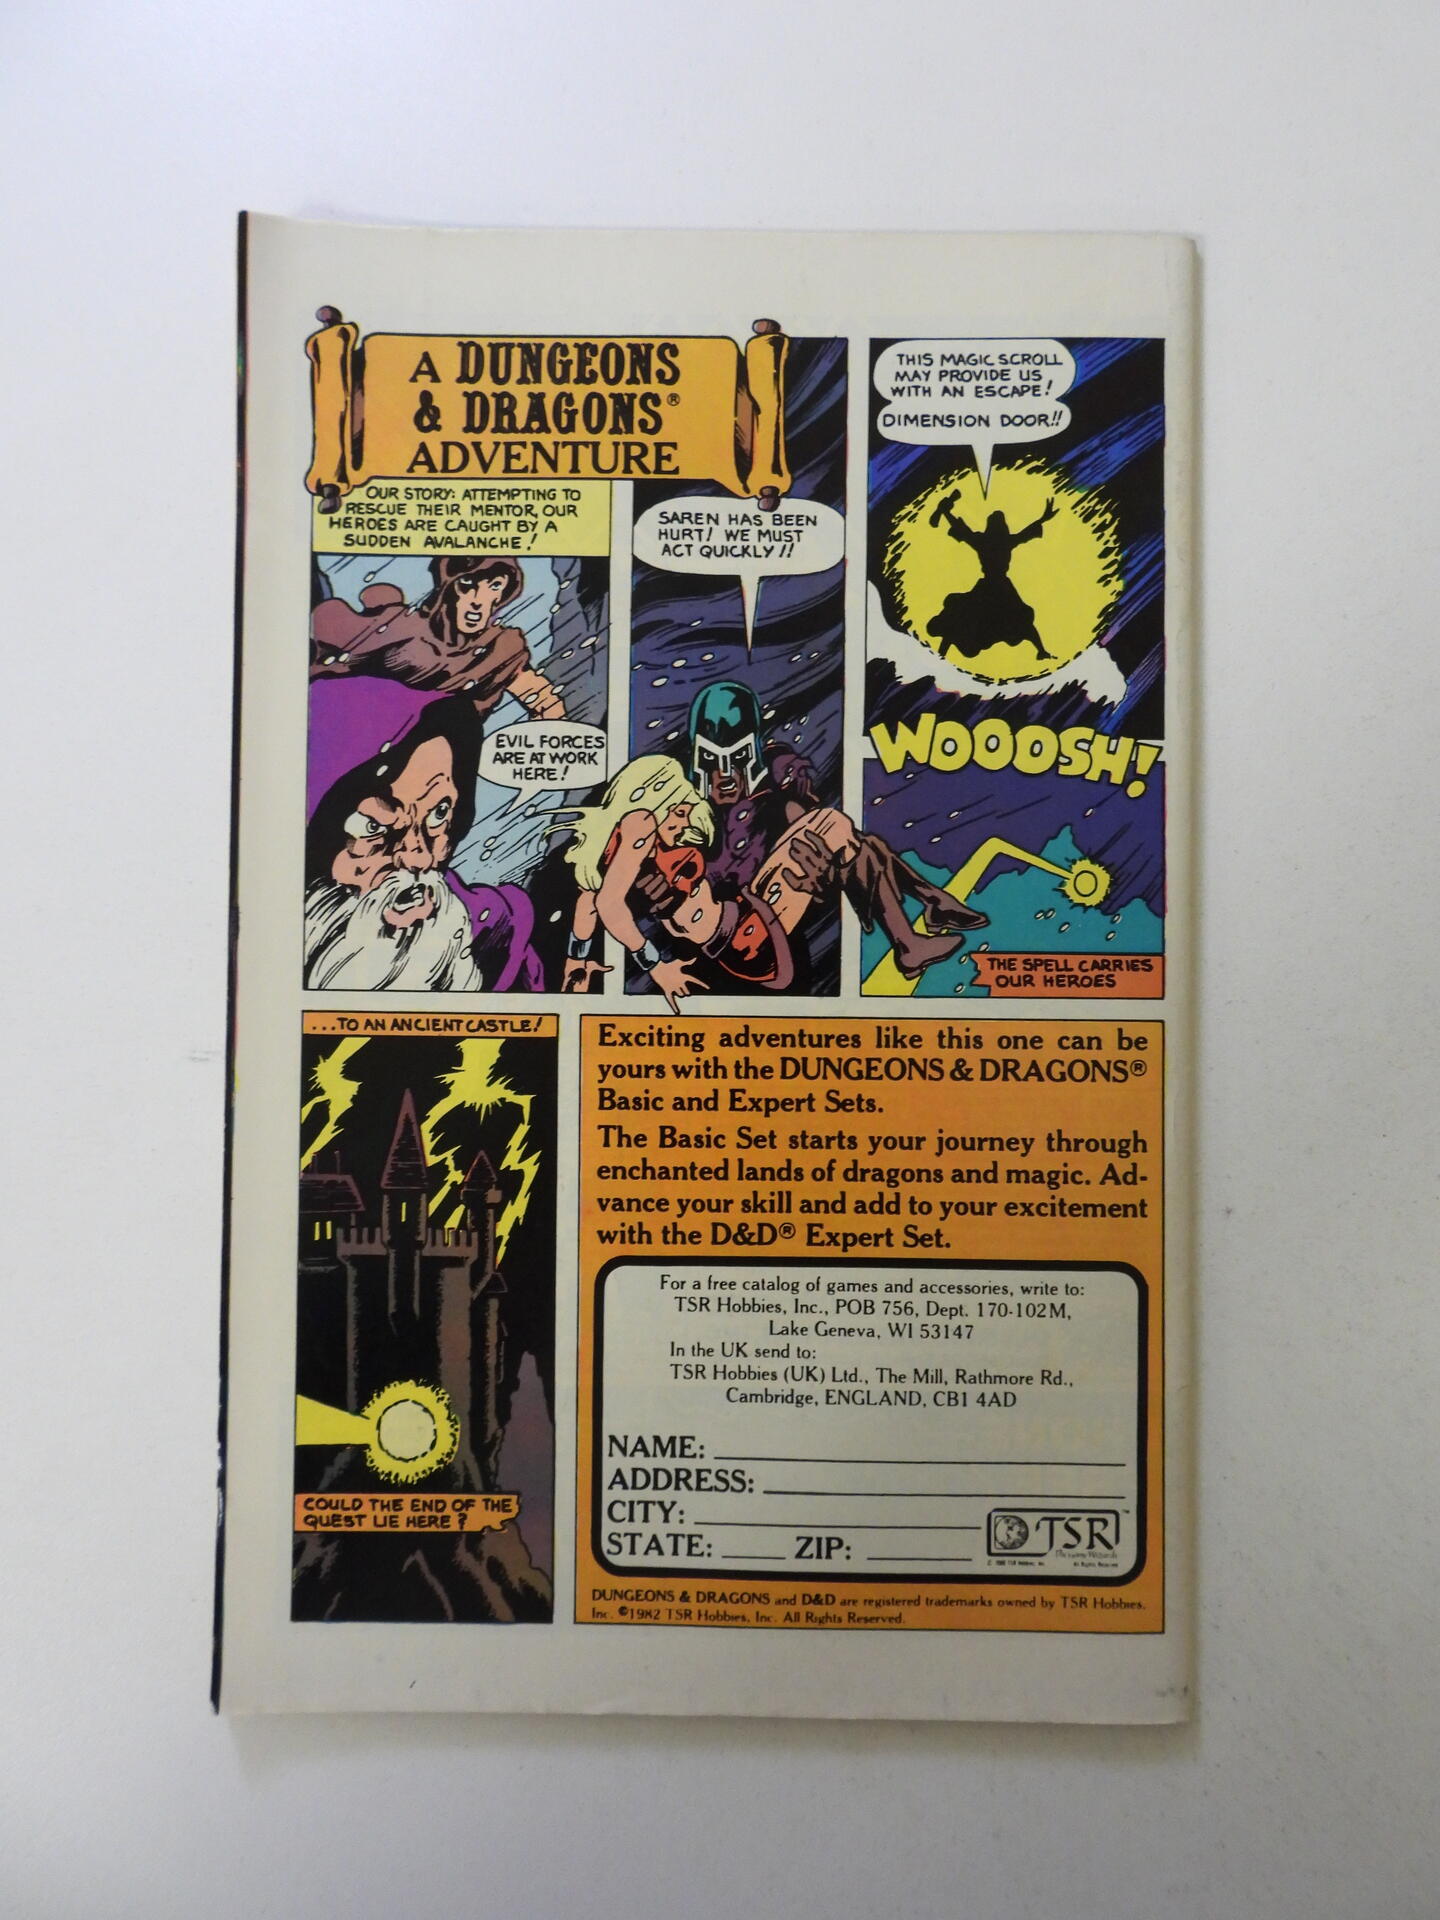 A DUNGEONS
& DRAGONS®
ADVENTURE
OUR STORY: ATTEMPTING TO
RESCUE THEIR MENTOR, OUR
HEROES ARE CAUGHT BY A
SUDDEN AVALANCHE!
EVIL FORCES
ARE AT WORK
HERE!
SAREN HAS BEEN
HURT! WE MUST
ACT QUICKLY!!
THIS MAGIC SCROLL
MAY PROVIDE US
WITH AN ESCAPE!
DIMENSION DOOR!!
WOOOSH!
THE SPELL CARRIES
OUR HEROES
...TO AN ANCIENT CASTLE!
COULD THE END OF THE
QUEST LIE HERE?
Exciting adventures like this one can be
yours with the DUNGEONS & DRAGONS®
Basic and Expert Sets.
The Basic Set starts your journey through
enchanted lands of dragons and magic. Ad-
vance your skill and add to your excitement
with the D&D® Expert Set.
For a free catalog of games and accessories, write to:
TSR Hobbies, Inc., POB 756, Dept. 170-102M,
Lake Geneva, WI 53147
In the UK send to:
TSR Hobbies (UK) Ltd., The Mill, Rathmore Rd.,
Cambridge, ENGLAND, CB1 4AD
NAME:
ADDRESS:
CITY:
STATE: ZIP:
TSR™
DUNGEONS & DRAGONS and D&D are registered trademarks owned by TSR Hobbies,
Inc. ©1982 TSR Hobbies, Inc. All Rights Reserved.